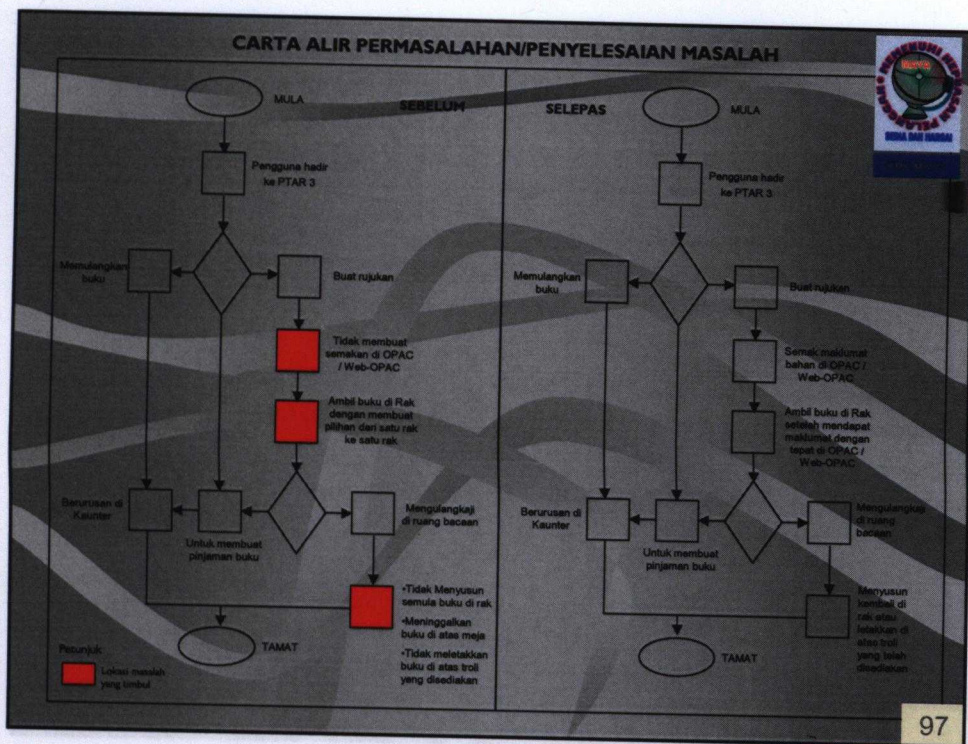 CARTA ALIR PERMASALAHAN/PENYELESAIAN MASALAH
MENEPATI KEPUASAN PELANGGAN
SEDIA DAN HARGAI
SEBELUM
MULA
Pengguna hadir
ke PTAR 3
Memulangkan
buku
Buat rujukan
Tidak membuat
semakan di OPAC
/ Web-OPAC
Ambil buku di Rak
dengan membuat
pilihan dari satu rak
ke satu rak
Berurusan di
Kaunter
Untuk membuat
pinjaman buku
Mengulangkaji
di ruang bacaan
•Tidak Menyusun
semula buku di rak
•Meninggalkan
buku di atas meja
•Tidak meletakkan
buku di atas troli
yang disediakan
TAMAT
Petunjuk
Lokasi masalah
yang timbul
SELEPAS
MULA
Pengguna hadir
ke PTAR 3
Memulangkan
buku
Buat rujukan
Semak maklumat
bahan di OPAC /
Web-OPAC
Ambil buku di Rak
setelah mendapat
maklumat dengan
tepat di OPAC /
Web-OPAC
Berurusan di
Kaunter
Untuk membuat
pinjaman buku
Mengulangkaji
di ruang
bacaan
Menyusun
kembali di
rak atau
letakkan di
atas troli
yang telah
disediakan
TAMAT
97